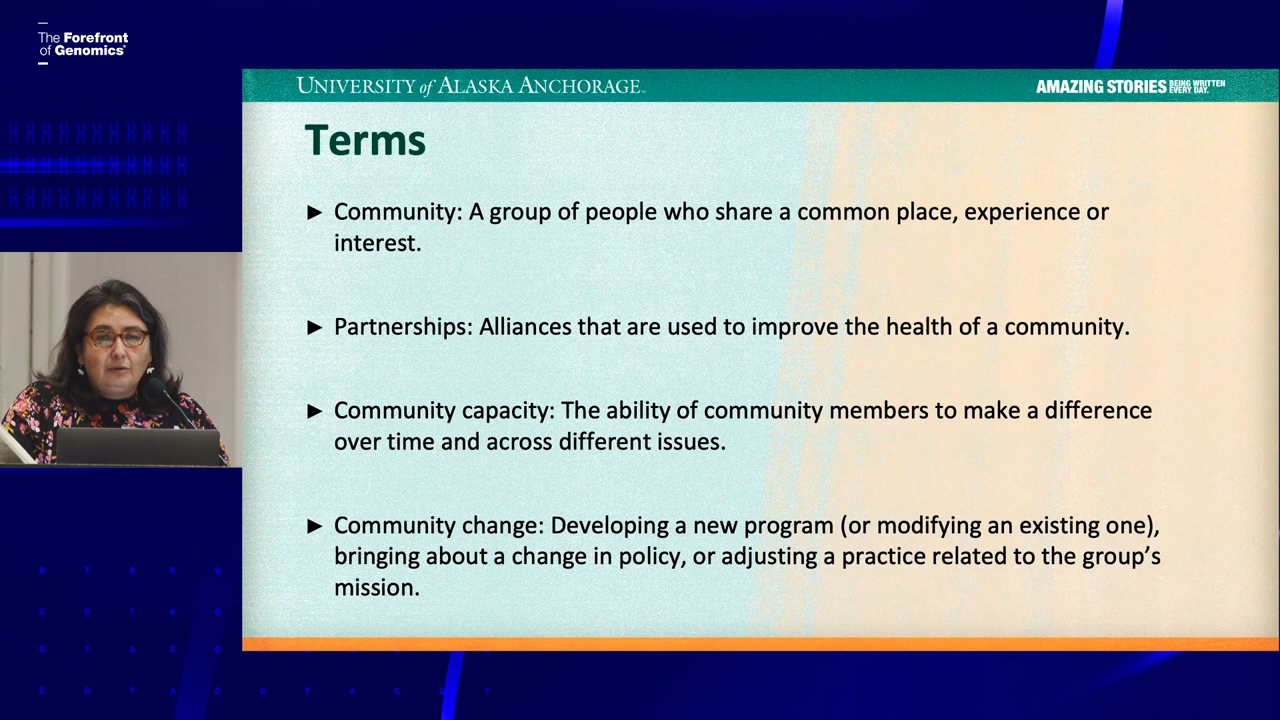 The Forefront
of Genomics®
UNIVERSITY of ALASKA ANCHORAGE
AMAZING STORIES BEING WRITTEN
EVERY DAY.
Terms
► Community: A group of people who share a common place, experience or
interest.
► Partnerships: Alliances that are used to improve the health of a community.
► Community capacity: The ability of community members to make a difference
over time and across different issues.
► Community change: Developing a new program (or modifying an existing one),
bringing about a change in policy, or adjusting a practice related to the group’s
mission.